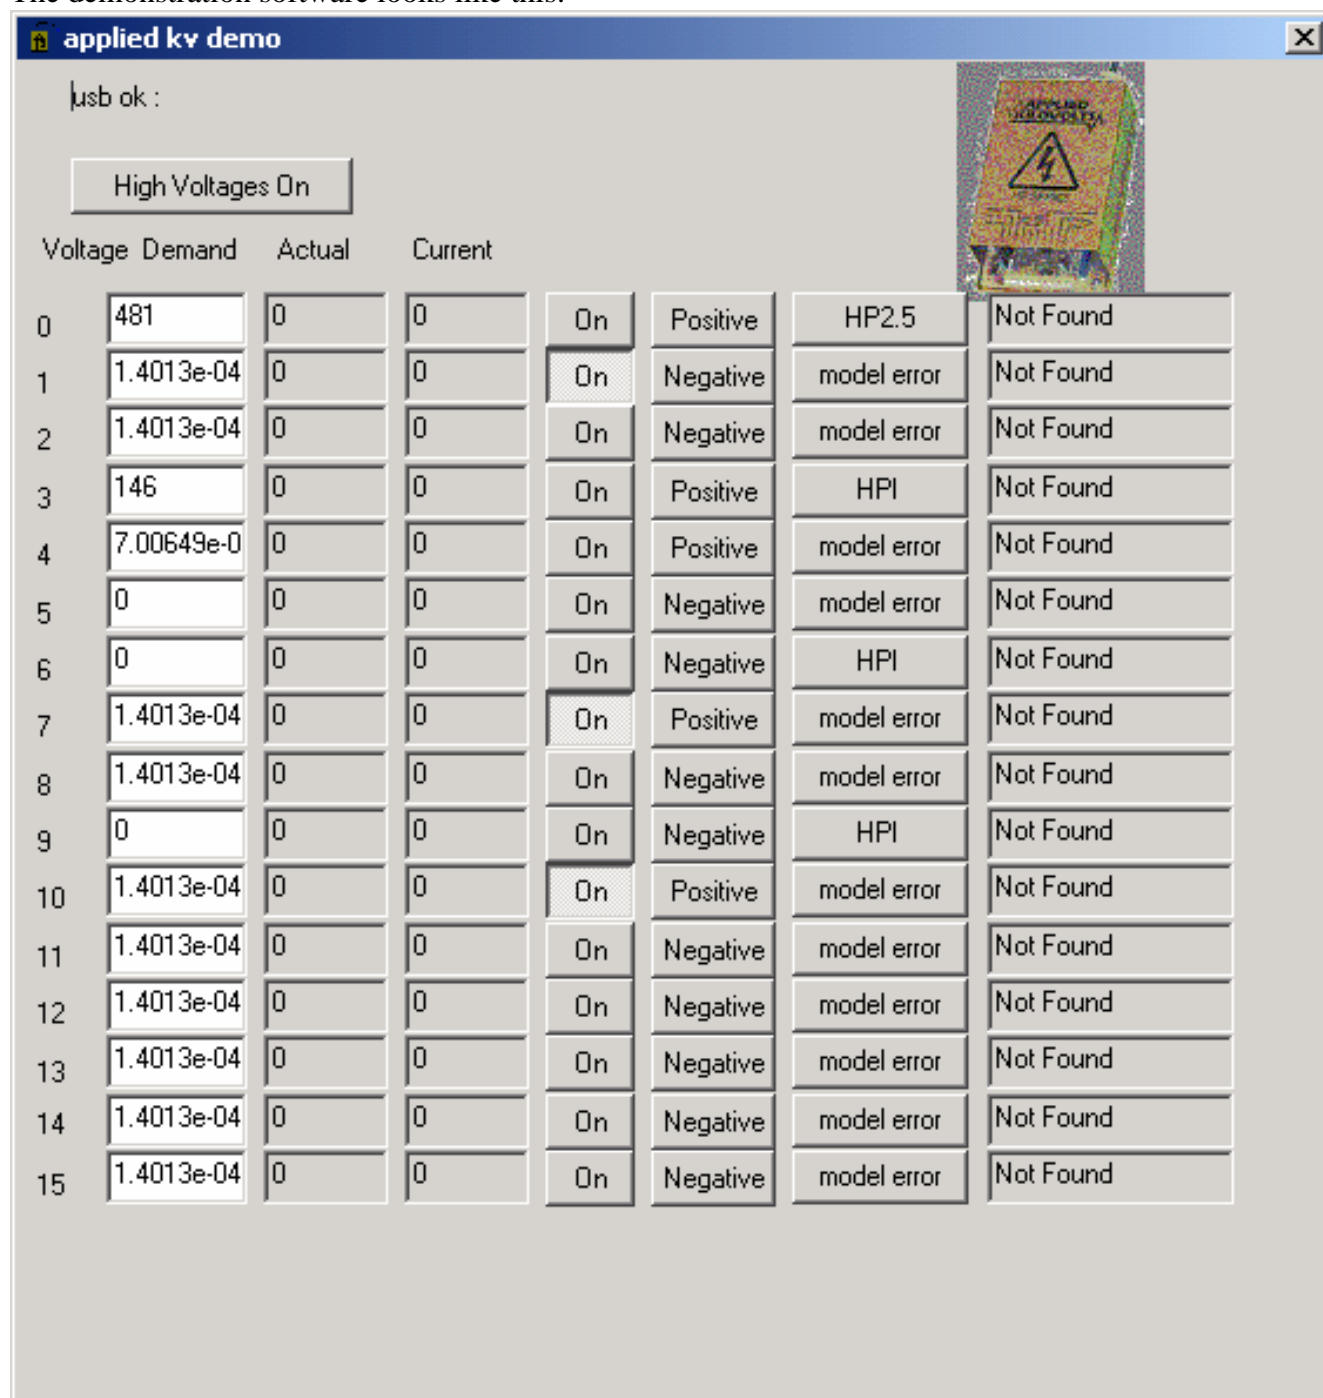 The demonstration software looks like this:
applied kv demo
usb ok :
High Voltages On
Voltage Demand Actual Current
0 481 0 0 On Positive HP2.5 Not Found
1 1.4013e-04 0 0 On Negative model error Not Found
2 1.4013e-04 0 0 On Negative model error Not Found
3 146 0 0 On Positive HPI Not Found
4 7.00649e-0 0 0 On Positive model error Not Found
5 0 0 0 On Negative model error Not Found
6 0 0 0 On Negative HPI Not Found
7 1.4013e-04 0 0 On Positive model error Not Found
8 1.4013e-04 0 0 On Negative model error Not Found
9 0 0 0 On Negative HPI Not Found
10 1.4013e-04 0 0 On Positive model error Not Found
11 1.4013e-04 0 0 On Negative model error Not Found
12 1.4013e-04 0 0 On Negative model error Not Found
13 1.4013e-04 0 0 On Negative model error Not Found
14 1.4013e-04 0 0 On Negative model error Not Found
15 1.4013e-04 0 0 On Negative model error Not Found